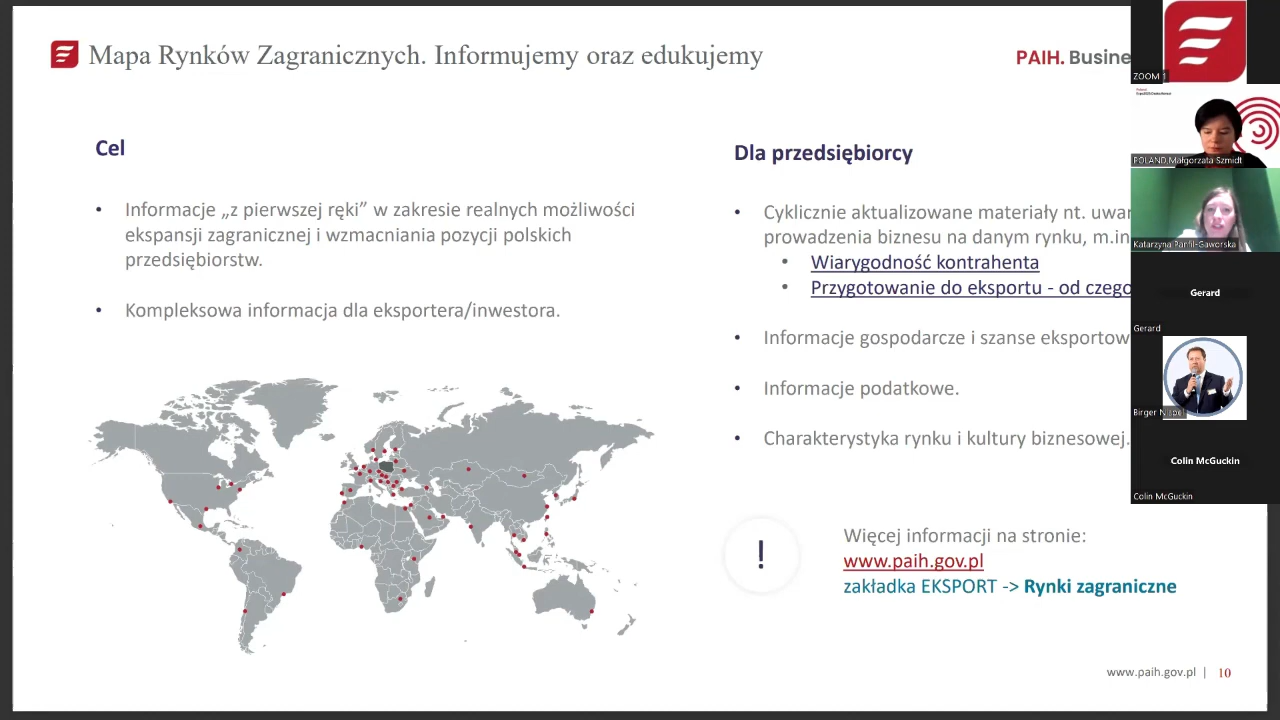 Mapa Rynków Zagranicznych. Informujemy oraz edukujemy
PAIH. Busine
Cel
Informacje „z pierwszej ręki” w zakresie realnych możliwości
ekspansji zagranicznej i wzmacniania pozycji polskich
przedsiębiorstw.
Kompleksowa informacja dla eksportera/inwestora.
Dla przedsiębiorcy
Cyklicznie aktualizowane materiały nt. uwar
prowadzenia biznesu na danym rynku, m.in
Wiarygodność kontrahenta
Przygotowanie do eksportu - od czego
Informacje gospodarcze i szanse eksportow
Informacje podatkowe.
Charakterystyka rynku i kultury biznesowej.
!
Więcej informacji na stronie:
www.paih.gov.pl
zakładka EKSPORT -> Rynki zagraniczne
www.paih.gov.pl | 10
ZOOM 1
POLAND Małgorzata Szmidt
Katarzyna Panfil-Gaworska
Gerard
Gerard
Birger Nispel
Colin McGuckin
Colin McGuckin